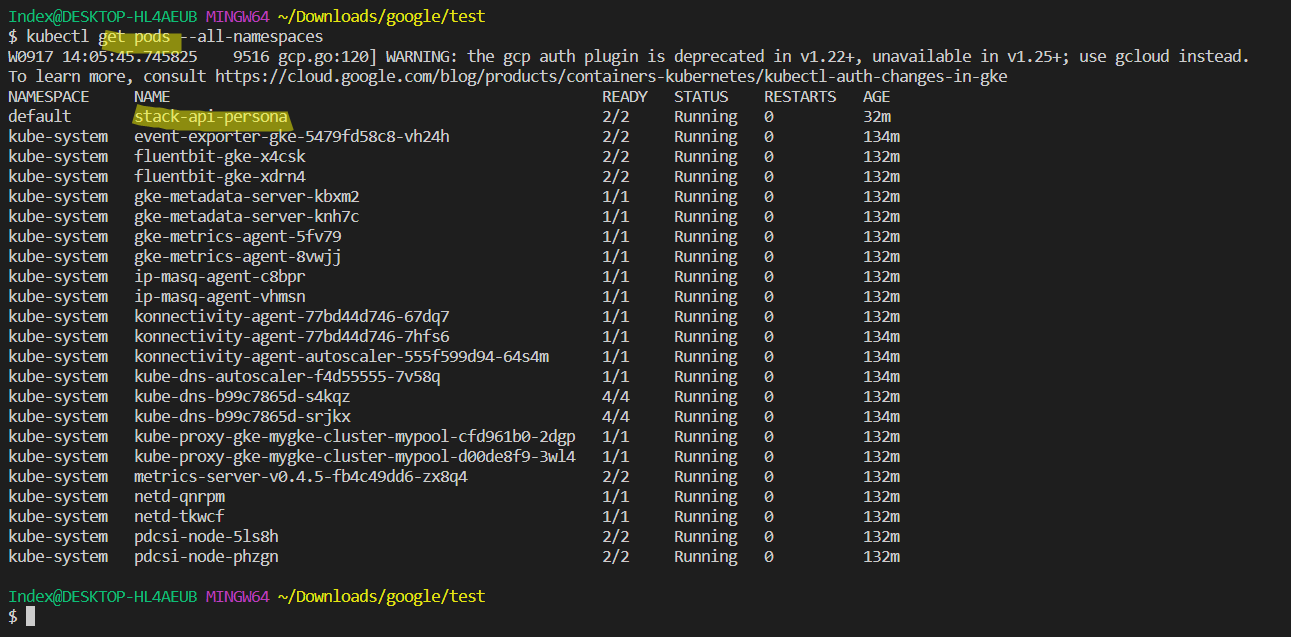 Index@DESKTOP-HL4AEUB MINGW64 ~/Downloads/google/test
$ kubectl get pods --all-namespaces
W0917 14:05:45.745825    9516 gcp.go:120] WARNING: the gcp auth plugin is deprecated in v1.22+, unavailable in v1.25+; use gcloud instead.
To learn more, consult https://cloud.google.com/blog/products/containers-kubernetes/kubectl-auth-changes-in-gke
NAMESPACE     NAME                                                READY   STATUS    RESTARTS   AGE
default       stack-api-persona                                   2/2     Running   0          32m
kube-system   event-exporter-gke-5479fd58c8-vh24h                 2/2     Running   0          134m
kube-system   fluentbit-gke-x4csk                                 2/2     Running   0          132m
kube-system   fluentbit-gke-xdrn4                                 2/2     Running   0          132m
kube-system   gke-metadata-server-kbxm2                           1/1     Running   0          132m
kube-system   gke-metadata-server-knh7c                           1/1     Running   0          132m
kube-system   gke-metrics-agent-5fv79                             1/1     Running   0          132m
kube-system   gke-metrics-agent-8vwjj                             1/1     Running   0          132m
kube-system   ip-masq-agent-c8bpr                                 1/1     Running   0          132m
kube-system   ip-masq-agent-vhmsn                                 1/1     Running   0          132m
kube-system   konnectivity-agent-77bd44d746-67dq7                 1/1     Running   0          132m
kube-system   konnectivity-agent-77bd44d746-7hfs6                 1/1     Running   0          134m
kube-system   konnectivity-agent-autoscaler-555f599d94-64s4m      1/1     Running   0          134m
kube-system   kube-dns-autoscaler-f4d55555-7v58q                  1/1     Running   0          134m
kube-system   kube-dns-b99c7865d-s4kqz                            4/4     Running   0          132m
kube-system   kube-dns-b99c7865d-srjkx                            4/4     Running   0          134m
kube-system   kube-proxy-gke-mygke-cluster-mypool-cfd961b0-2dgp   1/1     Running   0          132m
kube-system   kube-proxy-gke-mygke-cluster-mypool-d00de8f9-3wl4   1/1     Running   0          132m
kube-system   metrics-server-v0.4.5-fb4c49dd6-zx8q4               2/2     Running   0          132m
kube-system   netd-qnrpm                                          1/1     Running   0          132m
kube-system   netd-tkwcf                                          1/1     Running   0          132m
kube-system   pdcsi-node-5ls8h                                    2/2     Running   0          132m
kube-system   pdcsi-node-phzgn                                    2/2     Running   0          132m
Index@DESKTOP-HL4AEUB MINGW64 ~/Downloads/google/test
$